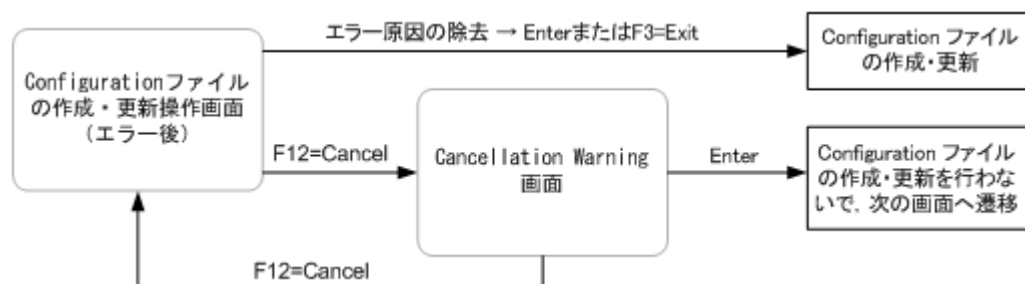 エラー原因の除去 → EnterまたはF3=Exit
Configurationファイル
の作成・更新操作画面
（エラー後）
Configuration ファイル
の作成・更新
F12=Cancel
Cancellation Warning
画面
Enter
Configuration ファイル
の作成・更新を行わな
いで，次の画面へ遷移
F12=Cancel